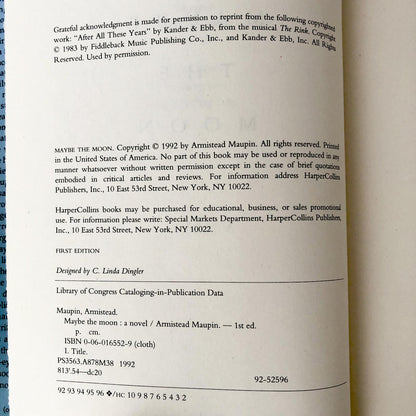 Grateful acknowledgment is made for permission to reprint from the following copyrighted
work: "After All These Years" by Kander & Ebb, from the musical The Rink. Copyright
© 1983 by Fiddleback Music Publishing Co., Inc., and Kander & Ebb, Inc. All Rights
Reserved. Used by permission.
MAYBE THE MOON. Copyright © 1992 by Armistead Maupin. All rights reserved. Printed
in the United States of America. No part of this book may be used or reproduced in any
manner whatsoever without written permission except in the case of brief quotations
embodied in critical articles and reviews. For information address HarperCollins
Publishers, Inc., 10 East 53rd Street, New York, NY 10022.
HarperCollins books may be purchased for educational, business, or sales promotional
use. For information please write: Special Markets Department, HarperCollins Publishers,
Inc., 10 East 53rd Street, New York, NY 10022.
FIRST EDITION
Designed by C. Linda Dingler
Library of Congress Cataloging-in-Publication Data
Maupin, Armistead.
Maybe the moon : a novel / Armistead Maupin. — 1st ed.
p. cm.
ISBN 0-06-016552-9 (cloth)
I. Title.
PS3563.A878M38 1992
813'.54—dc20
92-52596
92 93 94 95 96 ❖/HC 10 9 8 7 6 5 4 3 2